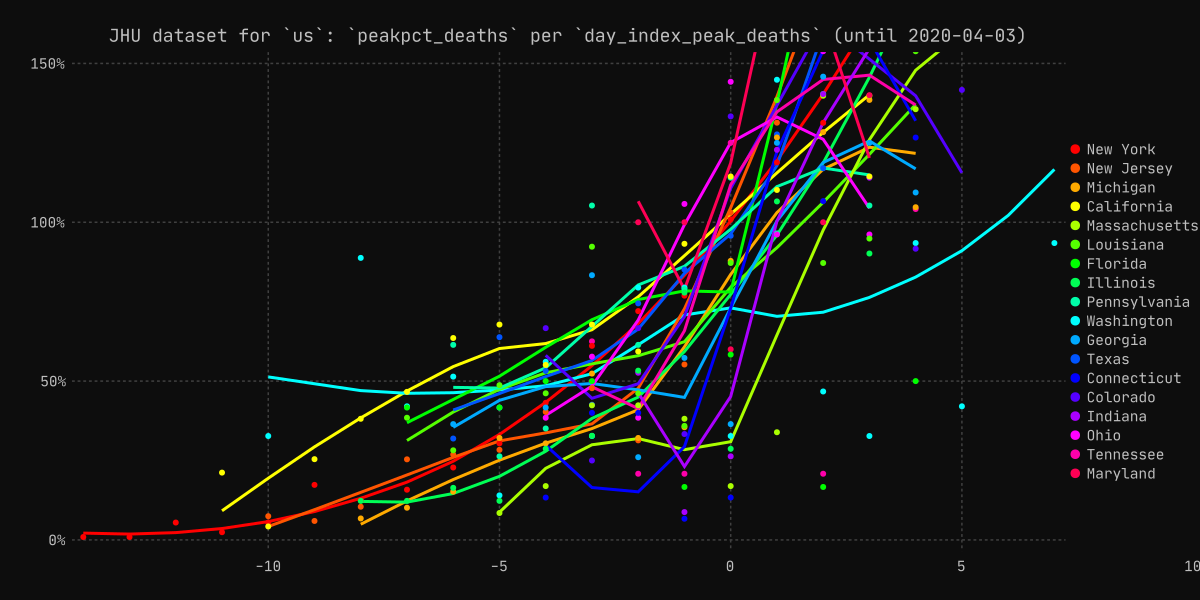 JHU dataset for `us`: `peakpct_deaths` per `day_index_peak_deaths` (until 2020-04-03)
150%
100%
50%
0%
-10
-5
0
5
10
New York
New Jersey
Michigan
California
Massachusetts
Louisiana
Florida
Illinois
Pennsylvania
Washington
Georgia
Texas
Connecticut
Colorado
Indiana
Ohio
Tennessee
Maryland